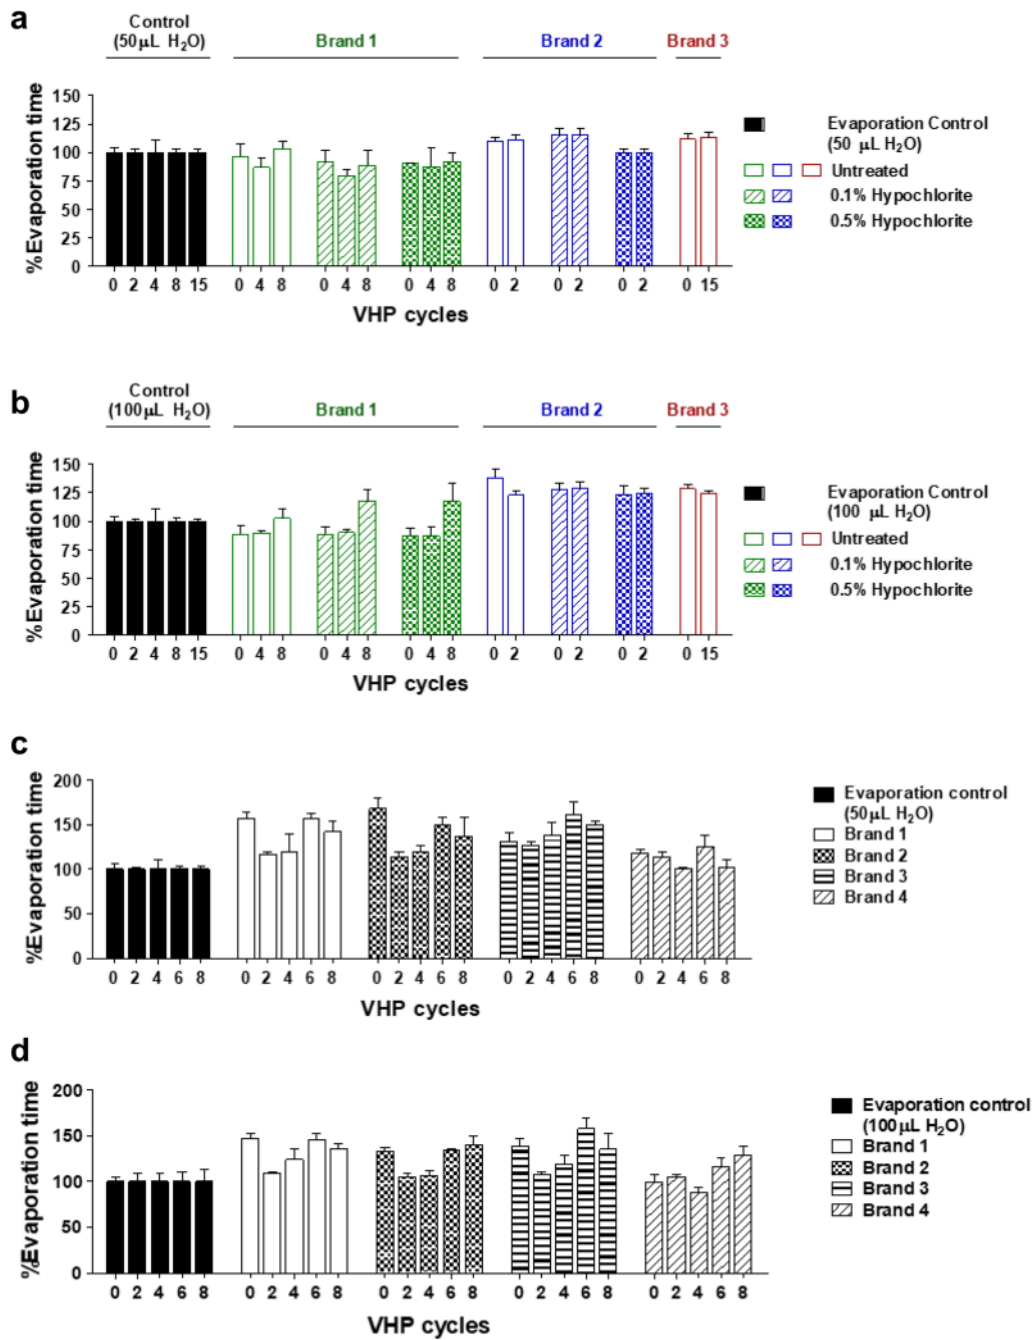 a
Control
(50μL H₂O)
Brand 1
Brand 2
Brand 3
%Evaporation time
150
125
100
75
50
25
0
0 2 4 8 15 0 4 8 0 4 8 0 4 8 0 2 0 2 0 2 0 15
VHP cycles
Evaporation Control
(50 μL H₂O)
Untreated
0.1% Hypochlorite
0.5% Hypochlorite
b
Control
(100μL H₂O)
Brand 1
Brand 2
Brand 3
%Evaporation time
150
125
100
75
50
25
0
0 2 4 8 15 0 4 8 0 4 8 0 4 8 0 2 0 2 0 2 0 15
VHP cycles
Evaporation Control
(100 μL H₂O)
Untreated
0.1% Hypochlorite
0.5% Hypochlorite
c
%Evaporation time
200
150
100
50
0
0 2 4 6 8 0 2 4 6 8 0 2 4 6 8 0 2 4 6 8 0 2 4 6 8
VHP cycles
Evaporation control
(50μL H₂O)
Brand 1
Brand 2
Brand 3
Brand 4
d
%Evaporation time
200
150
100
50
0
0 2 4 6 8 0 2 4 6 8 0 2 4 6 8 0 2 4 6 8 0 2 4 6 8
VHP cycles
Evaporation control
(100μL H₂O)
Brand 1
Brand 2
Brand 3
Brand 4